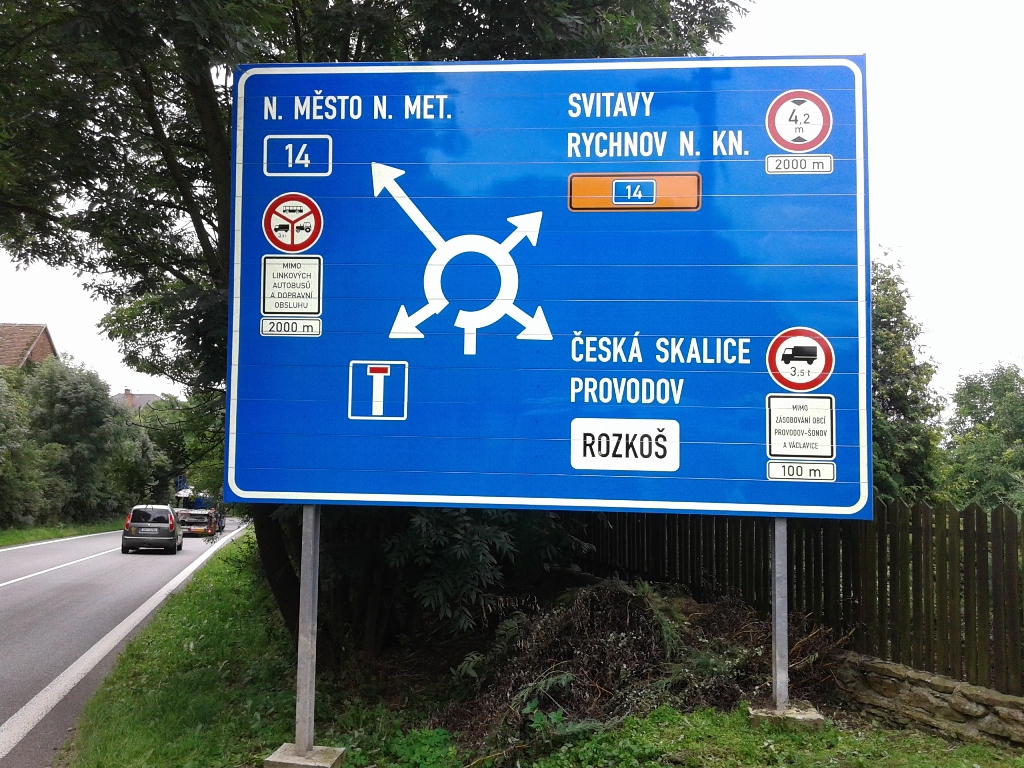 N. MĚSTO N. MET.
14
MIMO
LINKOVÝCH
AUTOBUSŮ
A DOPRAVNÍ
OBSLUHU
2000 m
SVITAVY
RYCHNOV N. KN.
14
4,2
m
2000 m
ČESKÁ SKALICE
PROVODOV
ROZKOŠ
3,5 t
MIMO
ZÁSOBOVÁNÍ OBCÍ
PROVODOV-ŠONOV
A VÁCLAVICE
100 m